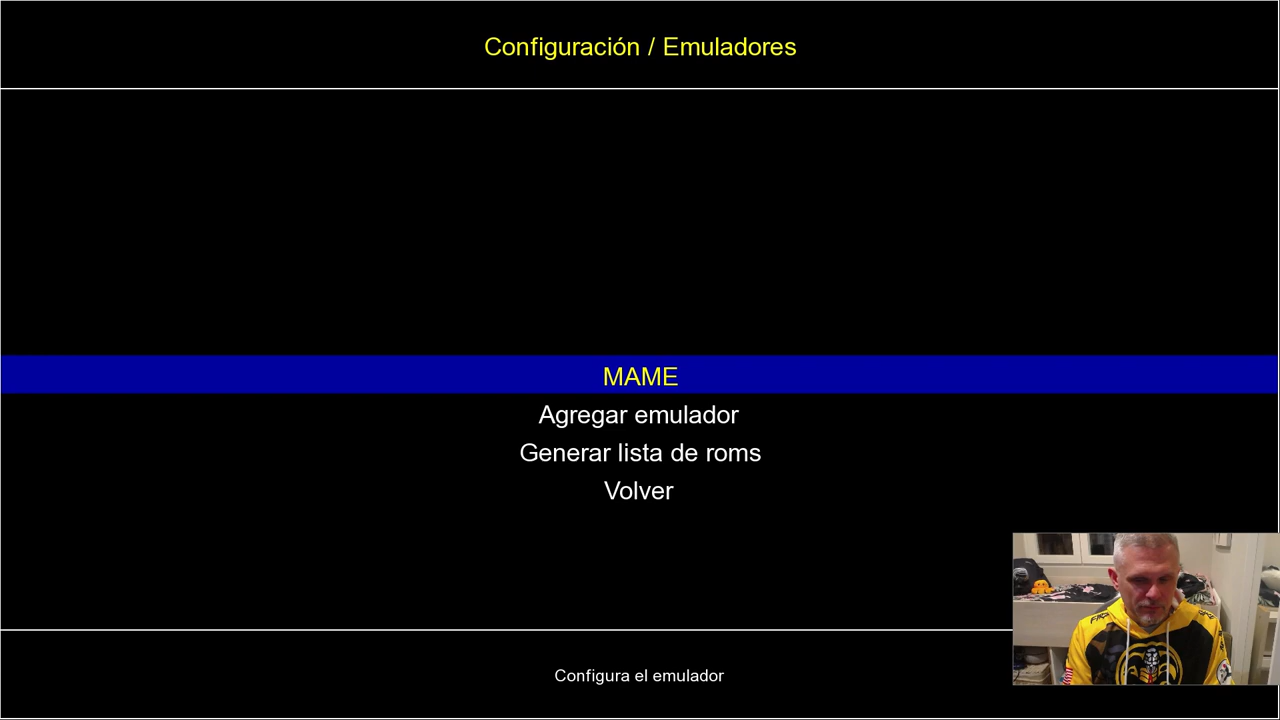 Configuración / Emuladores
MAME
Agregar emulador
Generar lista de roms
Volver
Configura el emulador